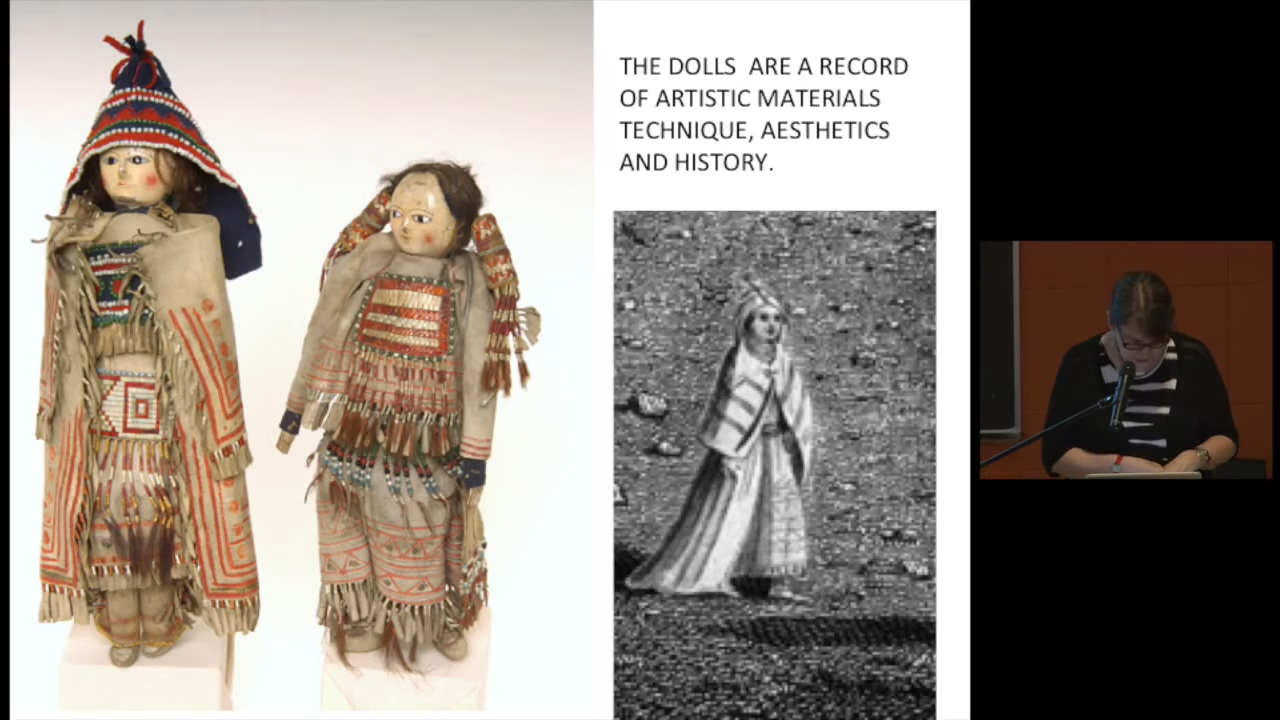 THE DOLLS  ARE A RECORD
OF ARTISTIC MATERIALS
TECHNIQUE, AESTHETICS
AND HISTORY.